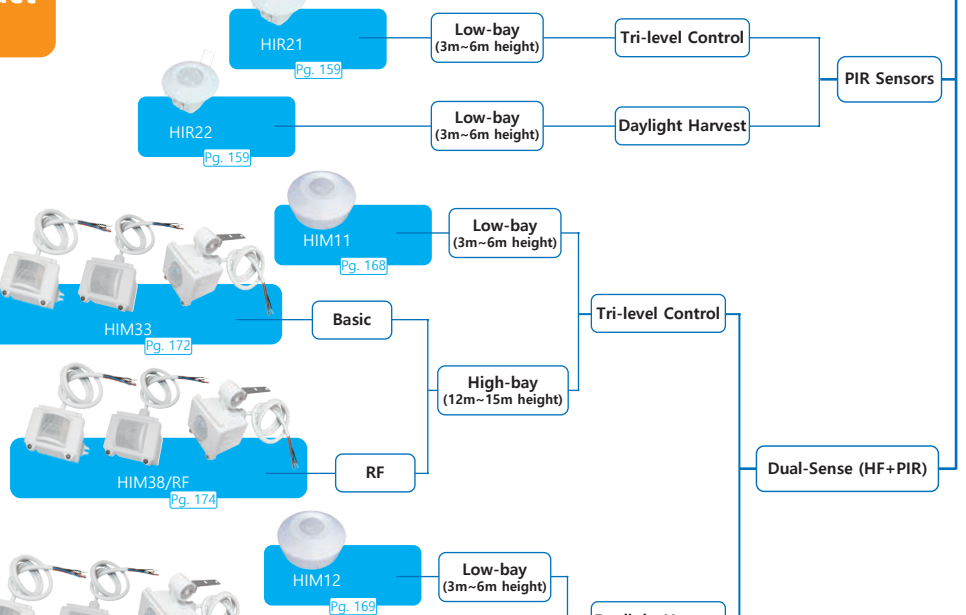 HIR21
Pg. 159
Low-bay
(3m~6m height)
Tri-level Control
PIR Sensors
HIR22
Pg. 159
Low-bay
(3m~6m height)
Daylight Harvest
HIM11
Pg. 168
Low-bay
(3m~6m height)
Tri-level Control
HIM33
Pg. 172
Basic
High-bay
(12m~15m height)
HIM38/RF
Pg. 174
RF
Dual-Sense (HF+PIR)
HIM12
Pg. 169
Low-bay
(3m~6m height)